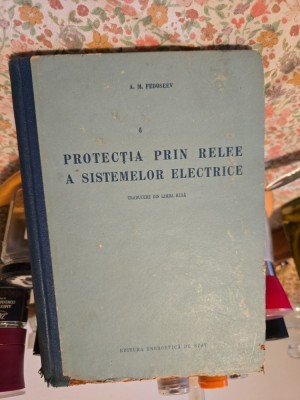 A. M. FEDOSEEV
PROTECȚIA PRIN RELEE
A SISTEMELOR ELECTRICE
TRADUCERE DIN LIMBA RUSĂ
EDITURA ENERGETICĂ DE STAT